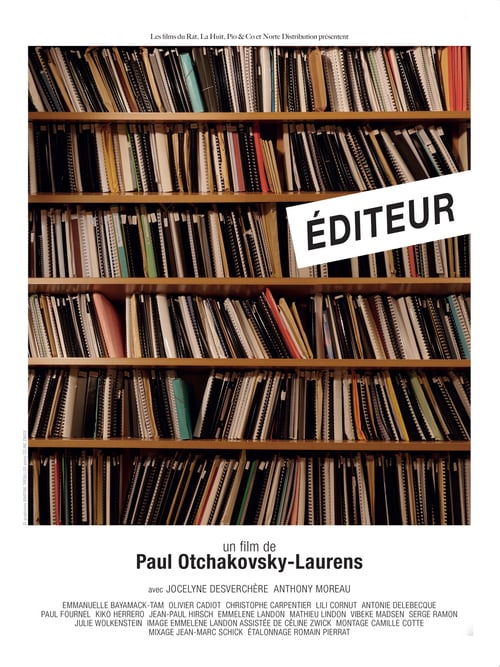 Les films du Rat, La Huit, Pio & Co et Norte Distribution présentent
ÉDITEUR
un film de
Paul Otchakovsky-Laurens
avec JOCELYNE DESVERCHÈRE ANTHONY MOREAU
EMMANUELLE BAYAMACK-TAM OLIVIER CADIOT CHRISTOPHE CARPENTIER LILI CORNUT ANTONIE DELEBECQUE
PAUL FOURNEL KIKO HERRERO JEAN-PAUL HIRSCH EMMELENE LANDON MATHIEU LINDON VIBEKE MADSEN SERGE RAMON
JULIE WOLKENSTEIN IMAGE EMMELENE LANDON ASSISTÉE DE CÉLINE ZWICK MONTAGE CAMILLE COTTE
MIXAGE JEAN-MARC SCHICK ÉTALONNAGE ROMAIN PIERRAT